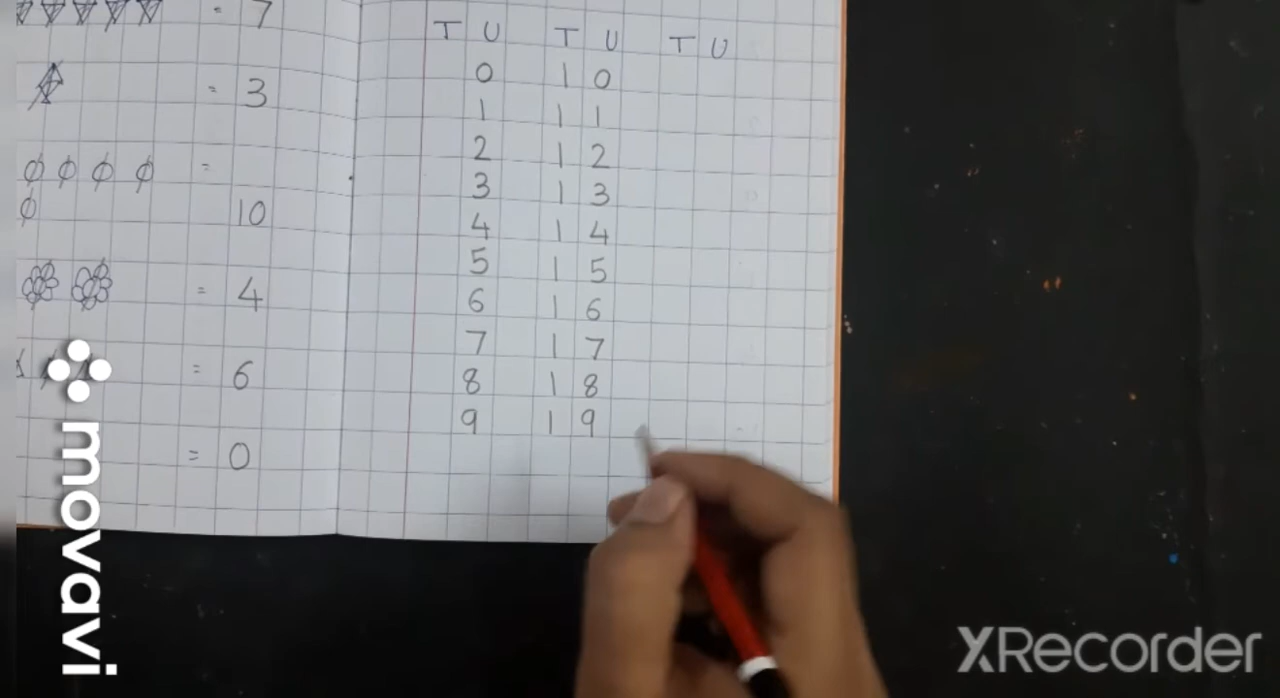 = 7
= 3
=
10
= 4
= 6
= 0
T U T U T U
0 1 0
1 1 1
2 1 2
3 1 3
4 1 4
5 1 5
6 1 6
7 1 7
8 1 8
9 1 9
movavi
XRecorder